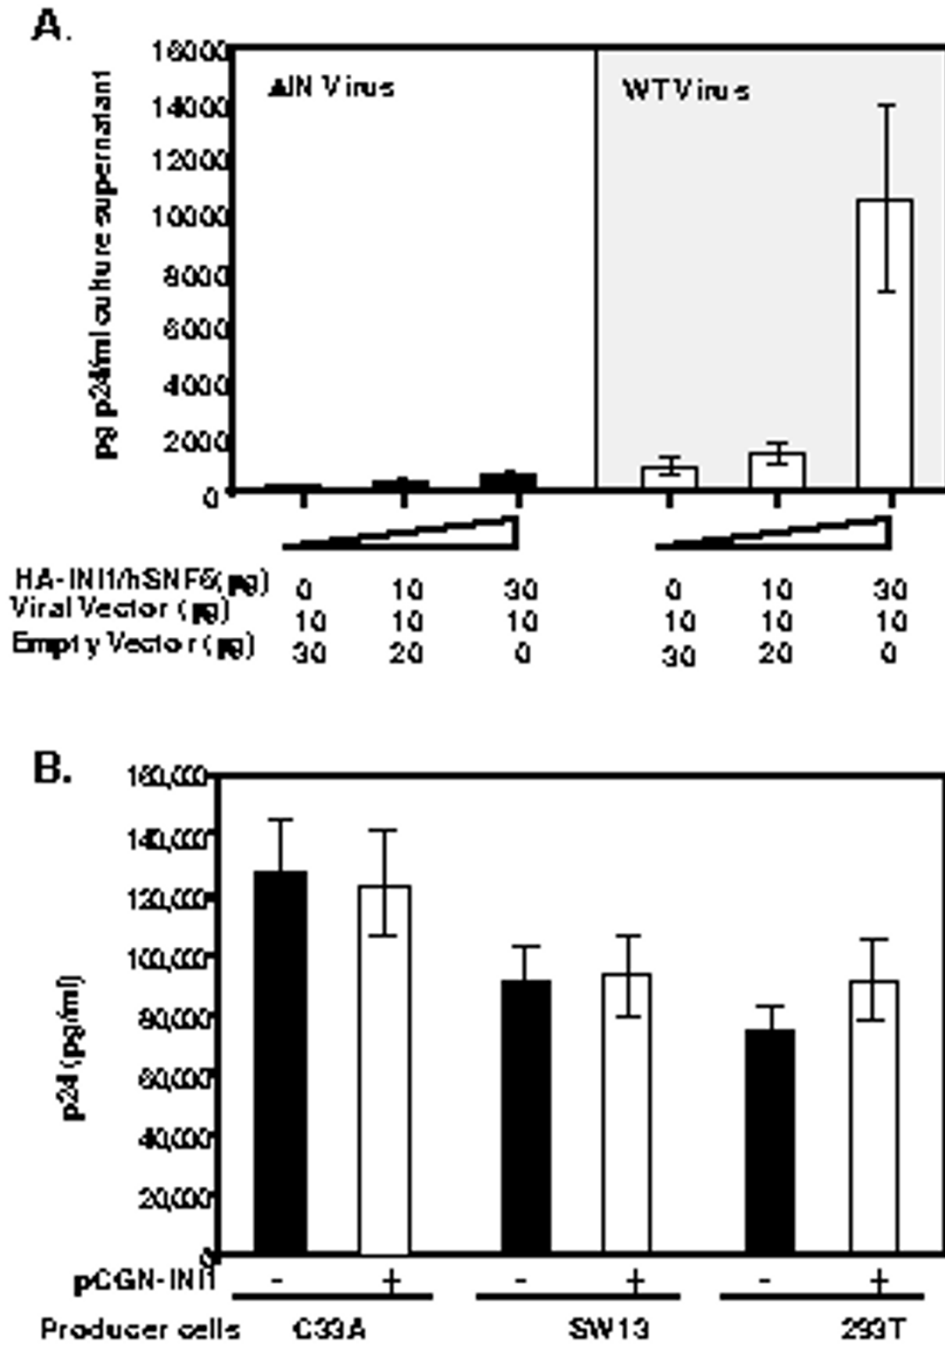 A.
16000
14000
12000
10000
8000
6000
4000
2000
0
pg p24/ml culture supernatant
ΔIN Virus
WT Virus
HA-INI1/hSNF5(µg) 0 10 30 0 10 30
Viral Vector (µg) 10 10 10 10 10 10
Empty Vector (µg) 30 20 0 30 20 0
B.
160,000
140,000
120,000
100,000
80,000
60,000
40,000
20,000
0
p24 (pg/ml)
pCGN-INI1 - + - + - +
Producer cells C33A SW13 293T